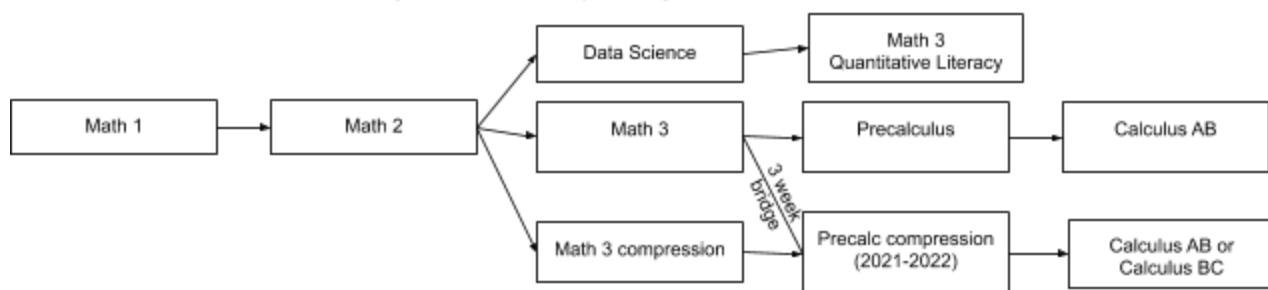 Data Science
Math 3
Quantitative Literacy
Math 1
Math 2
Math 3
Precalculus
Calculus AB
3 week
bridge
Math 3 compression
Precalc compression
(2021-2022)
Calculus AB or
Calculus BC